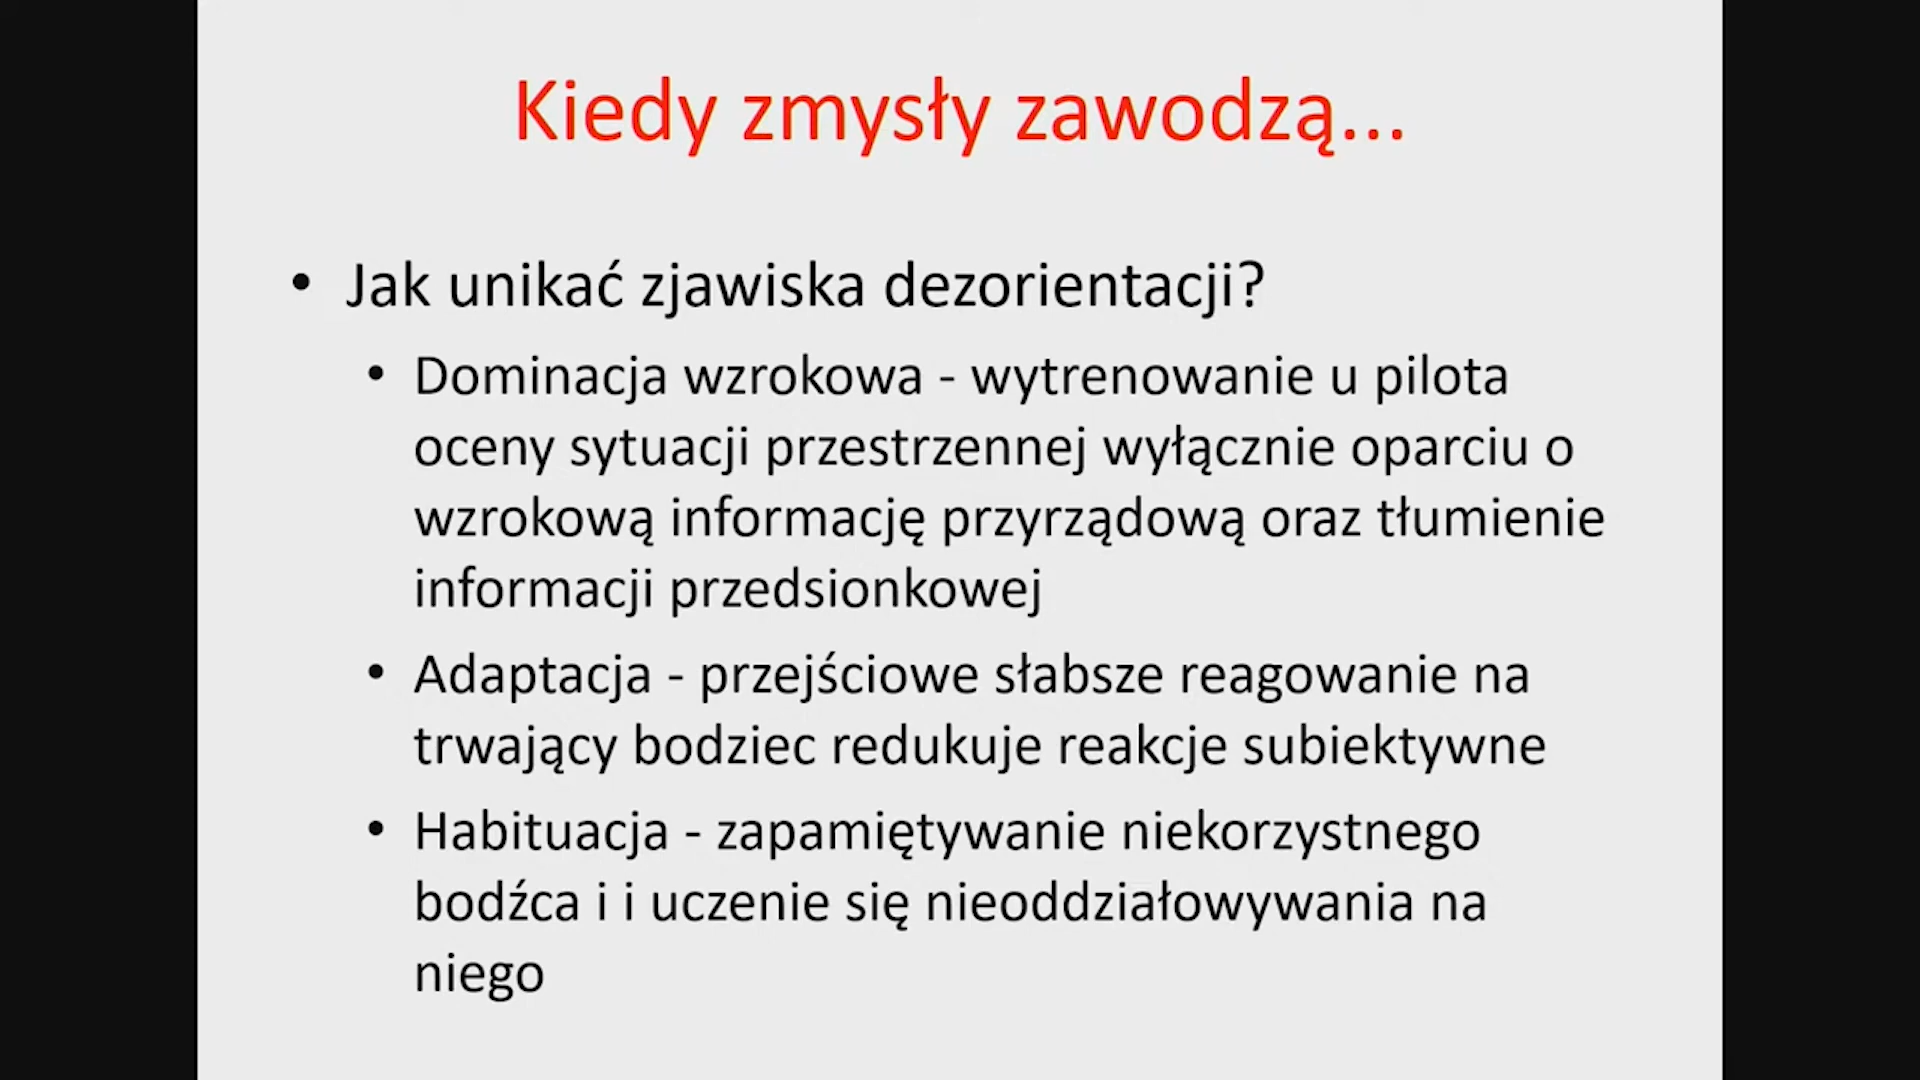 Kiedy zmysły zawodzą...
• Jak unikać zjawiska dezorientacji?
• Dominacja wzrokowa - wytrenowanie u pilota
oceny sytuacji przestrzennej wyłącznie oparciu o
wzrokową informację przyrządową oraz tłumienie
informacji przedsionkowej
• Adaptacja - przejściowe słabsze reagowanie na
trwający bodziec redukuje reakcje subiektywne
• Habituacja - zapamiętywanie niekorzystnego
bodźca i i uczenie się nieoddziałowywania na
niego